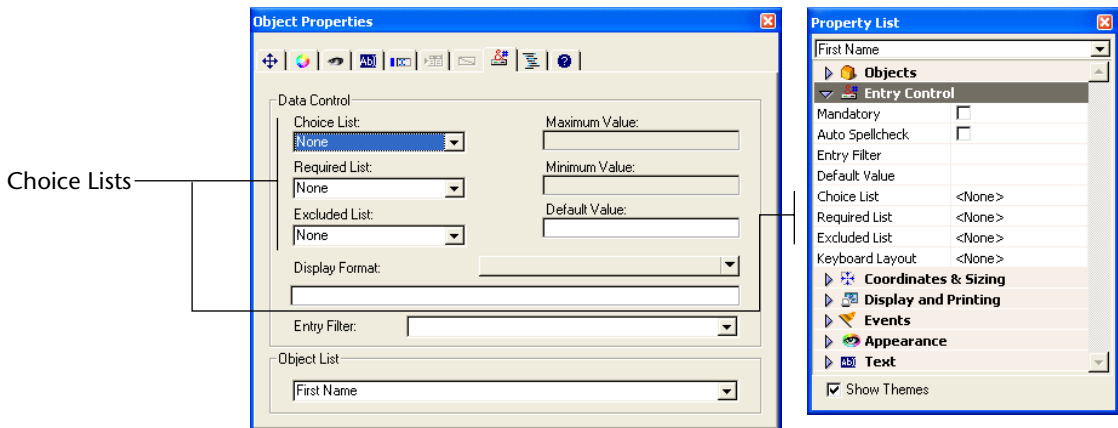 Choice Lists
Object Properties
Data Control
Choice List:
None
Required List:
None
Excluded List:
None
Maximum Value:
Minimum Value:
Default Value:
Display Format:
Entry Filter:
Object List
First Name
Property List
First Name
Objects
Entry Control
Mandatory
Auto Spellcheck
Entry Filter
Default Value
Choice List <None>
Required List <None>
Excluded List <None>
Keyboard Layout <None>
Coordinates & Sizing
Display and Printing
Events
Appearance
Text
Show Themes